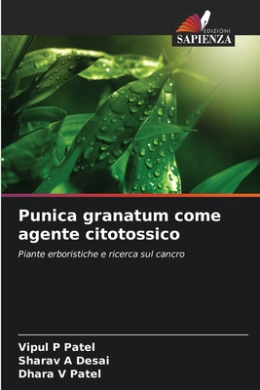 EDIZIONI
SAPIENZA
Punica granatum come
agente citotossico
Piante erboristiche e ricerca sul cancro
Vipul P Patel
Sharav A Desai
Dhara V Patel